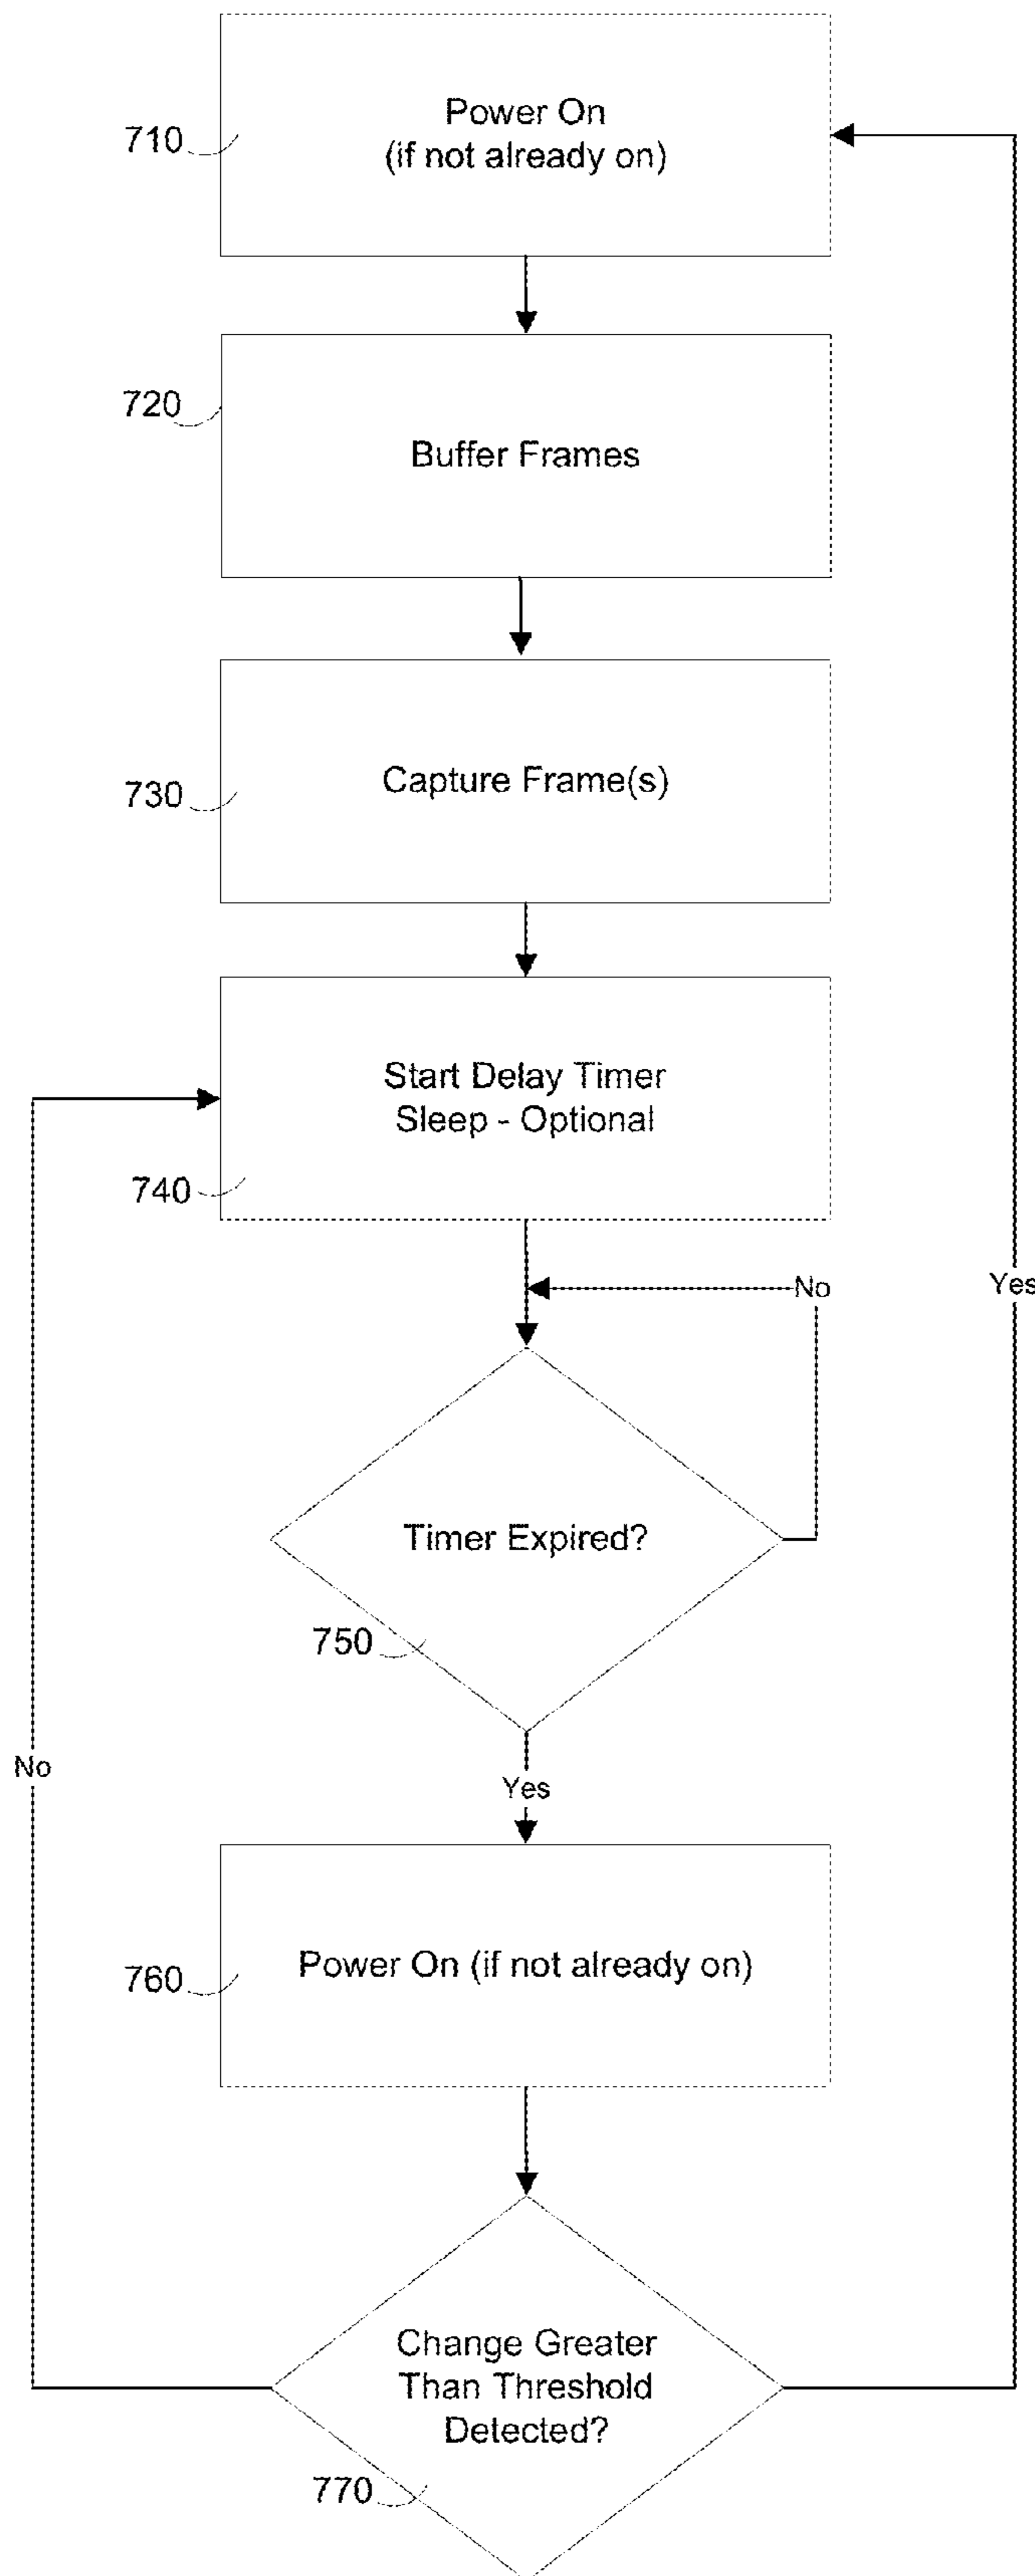 Power On
(if not already on)
710
720
Buffer Frames
Capture Frame(s)
730
Start Delay Timer
Sleep - Optional
740
No
Yes
Timer Expired?
750
No
Yes
Power On (if not already on)
760
Change Greater
Than Threshold
Detected?
770